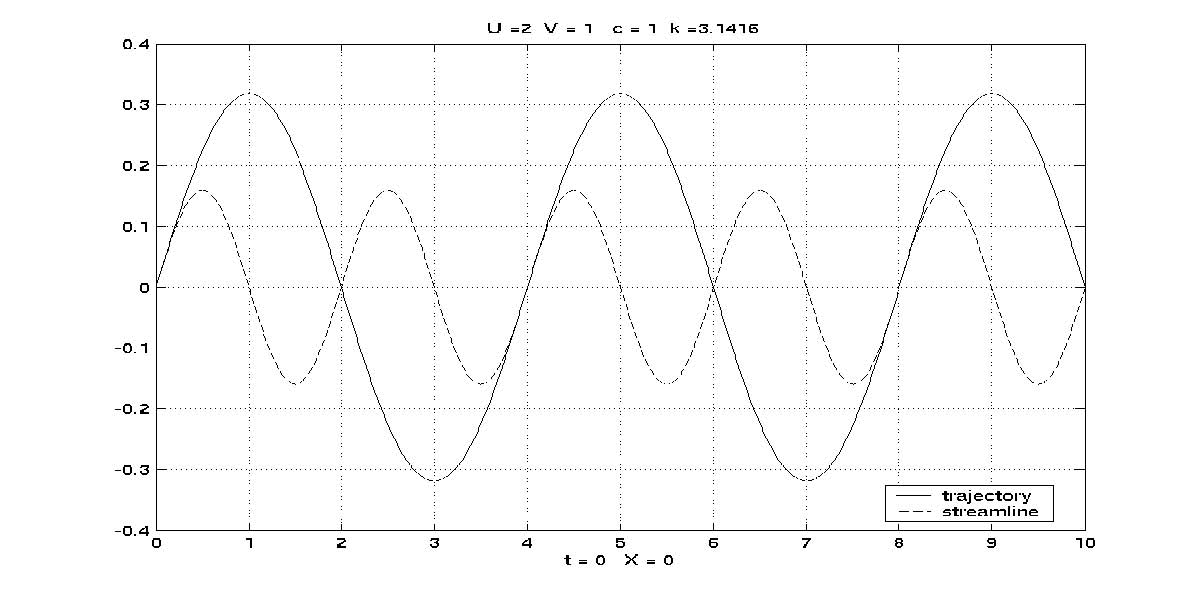 U =2 V = 1 c = 1 k =3.1416
0.4
0.3
0.2
0.1
0
-0.1
-0.2
-0.3
-0.4
trajectory
streamline
0 1 2 3 4 5 6 7 8 9 10
t = 0 X = 0